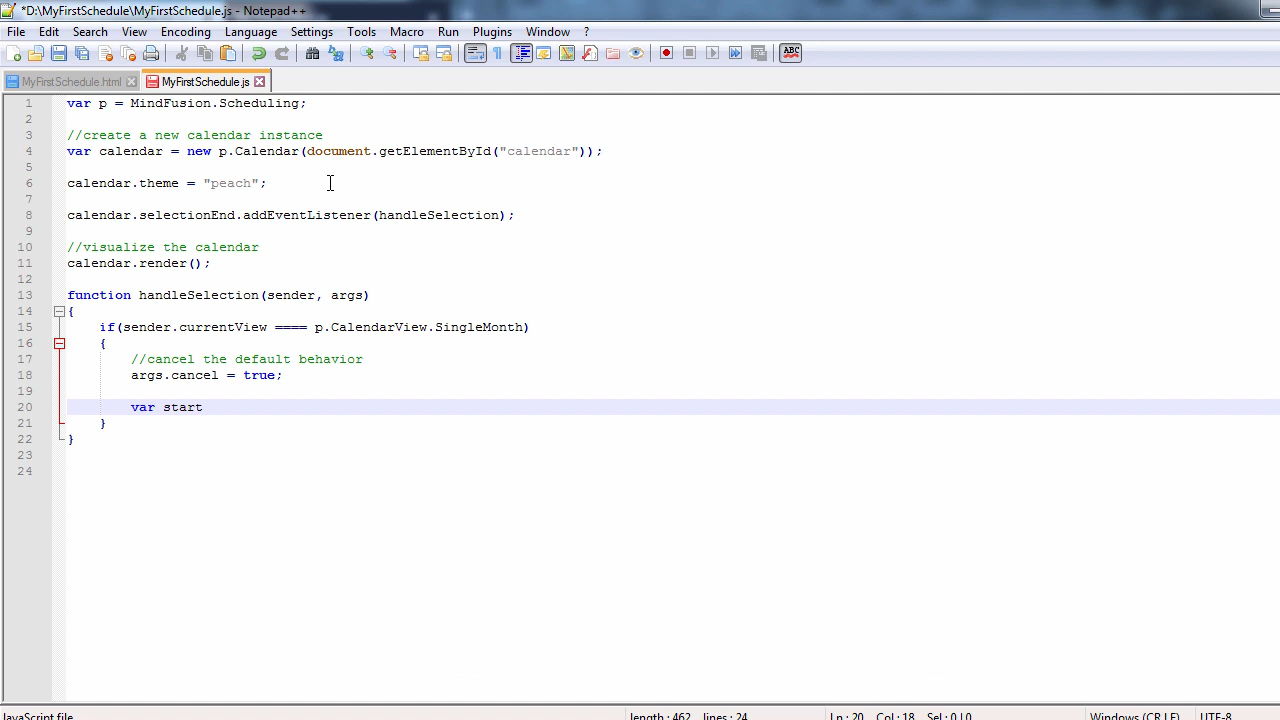 *D:\MyFirstSchedule\MyFirstSchedule.js - Notepad++
File Edit Search View Encoding Language Settings Tools Macro Run Plugins Window ?
ABC
MyFirstSchedule.html MyFirstSchedule.js
1 var p = MindFusion.Scheduling;
2
3 //create a new calendar instance
4 var calendar = new p.Calendar(document.getElementById("calendar"));
5
6 calendar.theme = "peach";
7
8 calendar.selectionEnd.addEventListener(handleSelection);
9
10 //visualize the calendar
11 calendar.render();
12
13 function handleSelection(sender, args)
14 {
15 if(sender.currentView ==== p.CalendarView.SingleMonth)
16 {
17 //cancel the default behavior
18 args.cancel = true;
19
20 var start
21 }
22 }
23
24
JavaScript file length : 462 lines : 24 Ln : 20 Col : 18 Sel : 0 | 0 Windows (CR LF) UTF-8